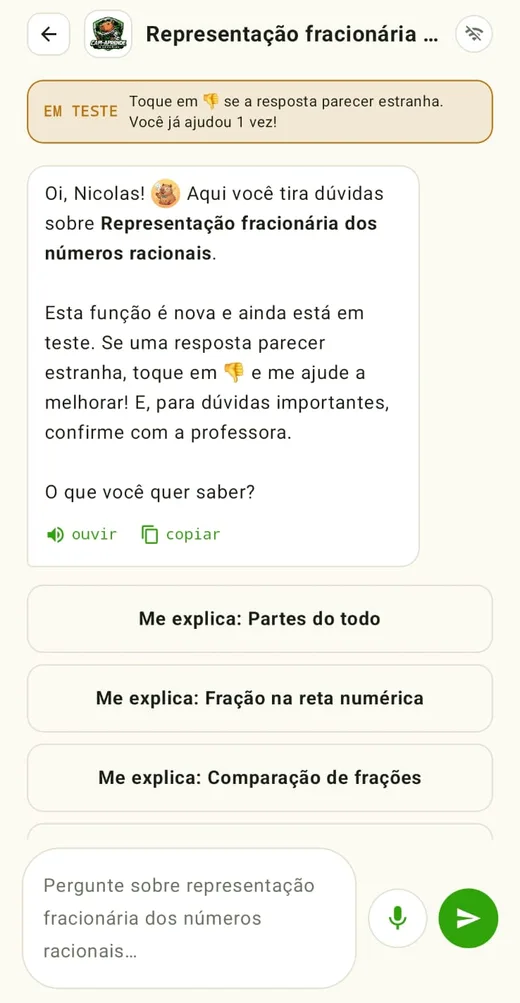 Representação fracionária ...
EM TESTE
Toque em 👎 se a resposta parecer estranha.
Você já ajudou 1 vez!
Oi, Nicolas! Aqui você tira dúvidas
sobre Representação fracionária dos
números racionais.
Esta função é nova e ainda está em
teste. Se uma resposta parecer
estranha, toque em 👎 e me ajude a
melhorar! E, para dúvidas importantes,
confirme com a professora.
O que você quer saber?
ouvir
copiar
Me explica: Partes do todo
Me explica: Fração na reta numérica
Me explica: Comparação de frações
Pergunte sobre representação
fracionária dos números
racionais...